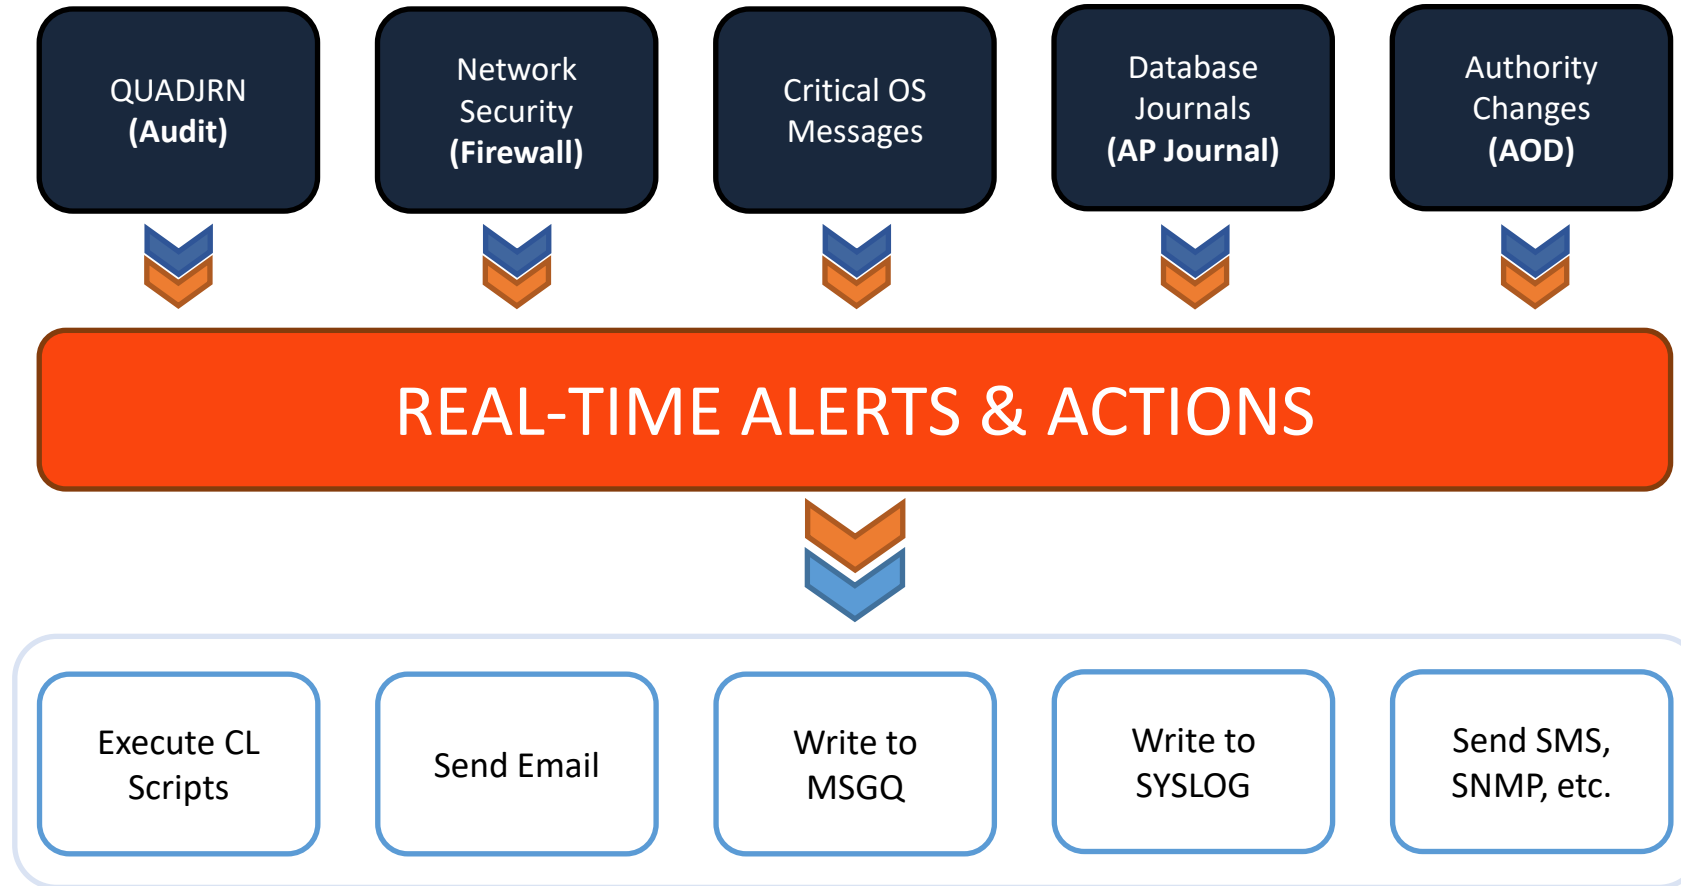 QUADJRN
(Audit)
Network
Security
(Firewall)
Critical OS
Messages
Database
Journals
(AP Journal)
Authority
Changes
(AOD)
REAL-TIME ALERTS & ACTIONS
Execute CL
Scripts
Send Email
Write to
MSGQ
Write to
SYSLOG
Send SMS,
SNMP, etc.